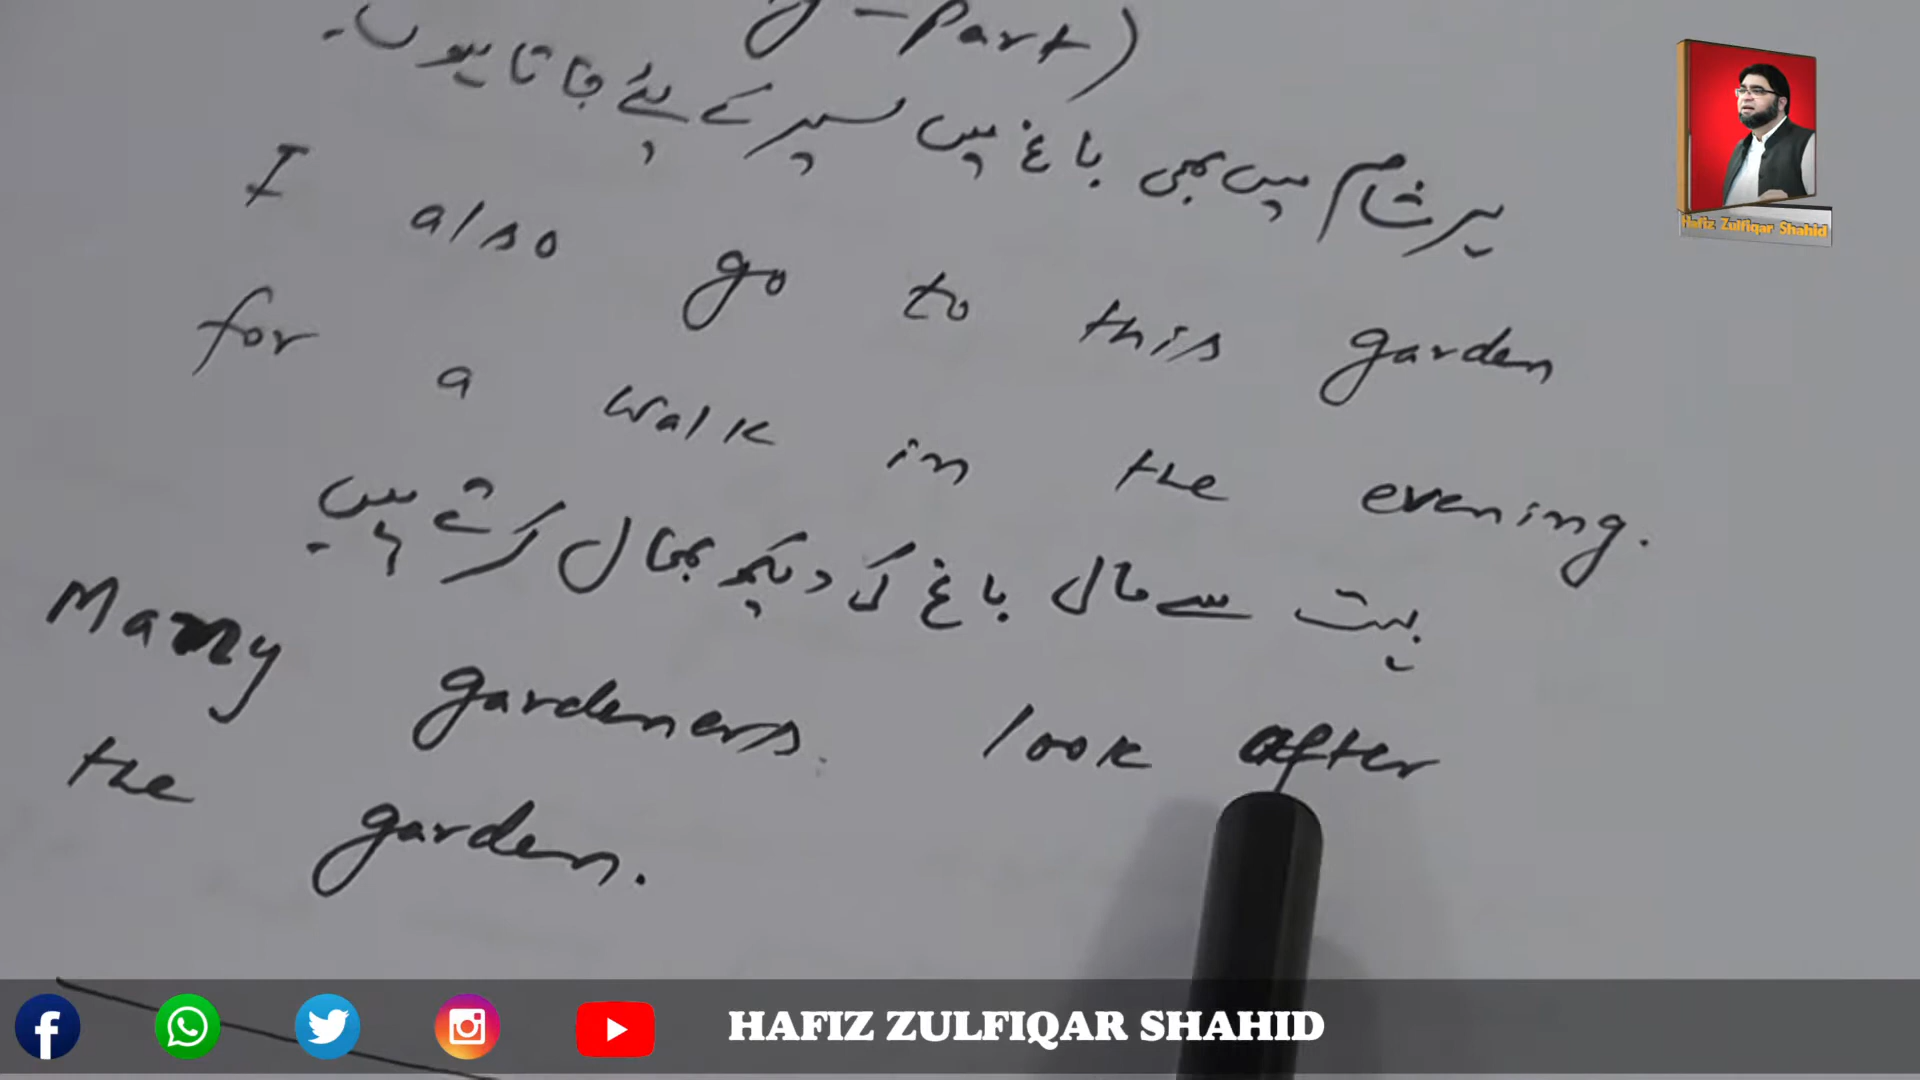 g-Part)
ہر شام میں بھی باغ میں سیر کے لیے جاتا ہوں۔
I also go to this garden
for a walk in the evening.
بہت سے مالی باغ کی دیکھ بھال کرتے ہیں۔
Many gardeners look after
the garden.
Hafiz Zulfiqar Shahid
HAFIZ ZULFIQAR SHAHID